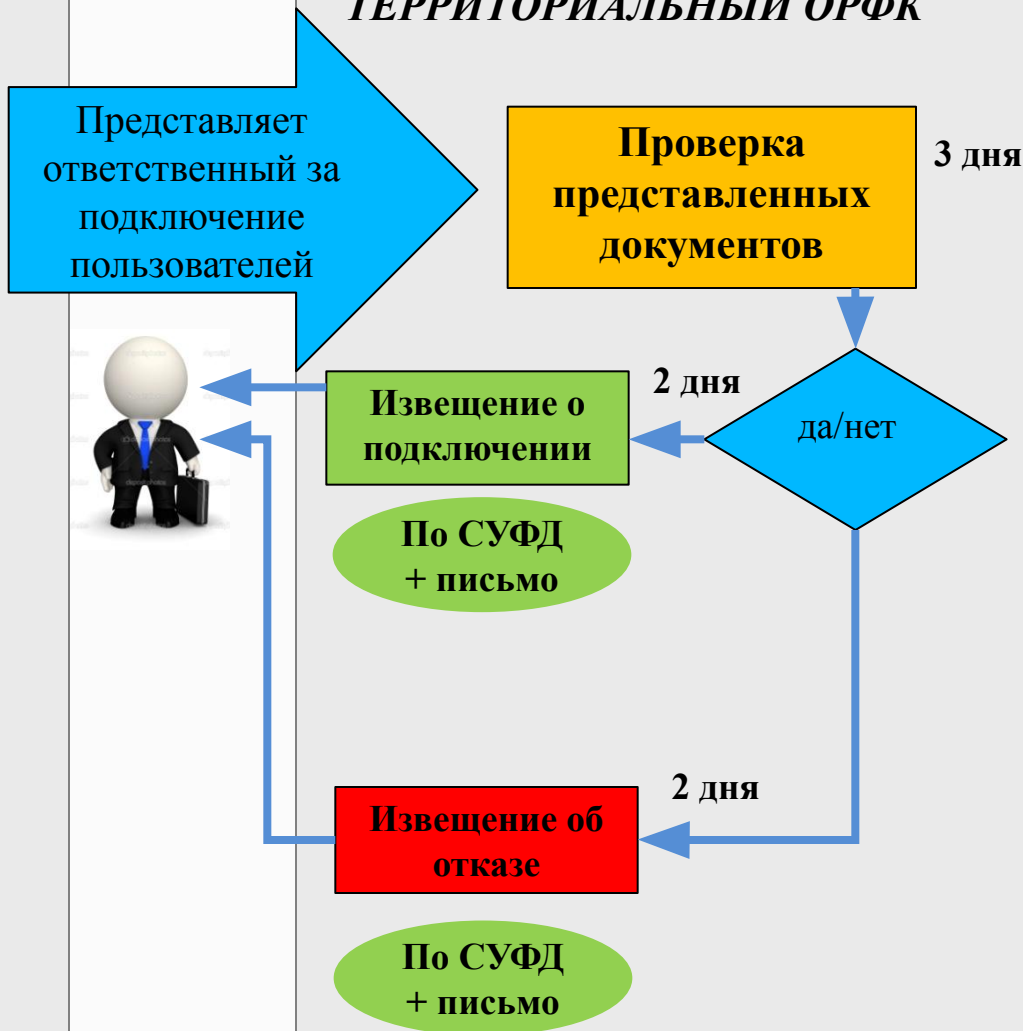 ТЕРРИТОРИАЛЬНЫЙ ОРФК
Представляет
ответственный за
подключение
пользователей
Проверка
представленных
документов
3 дня
да/нет
2 дня
Извещение о
подключении
По СУФД
+ письмо
2 дня
Извещение об
отказе
По СУФД
+ письмо